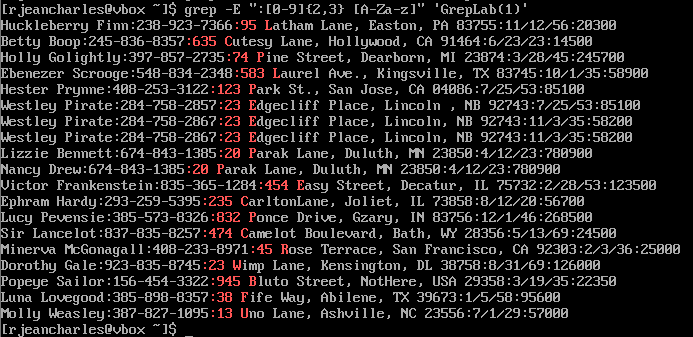 [rjeancharles@vbox ~]$ grep -E ":[0-9]{2,3} [A-Za-z]" 'GrepLab(1)'
Huckleberry Finn:238-923-7366:95 Latham Lane, Easton, PA 83755:11/12/56:20300
Betty Boop:245-836-8357:635 Cutesy Lane, Hollywood, CA 91464:6/23/23:14500
Holly Golightly:397-857-2735:74 Pine Street, Dearborn, MI 23874:3/28/45:245700
Ebenezer Scrooge:548-834-2348:583 Laurel Ave., Kingsville, TX 83745:10/1/35:58900
Hester Prynne:408-253-3122:123 Park St., San Jose, CA 04086:7/25/53:85100
Westley Pirate:284-758-2857:23 Edgecliff Place, Lincoln , NB 92743:7/25/53:85100
Westley Pirate:284-758-2867:23 Edgecliff Place, Lincoln, NB 92743:11/3/35:58200
Westley Pirate:284-758-2867:23 Edgecliff Place, Lincoln, NB 92743:11/3/35:58200
Lizzie Bennett:674-843-1385:20 Parak Lane, Duluth, MN 23850:4/12/23:780900
Nancy Drew:674-843-1385:20 Parak Lane, Duluth, MN 23850:4/12/23:780900
Victor Frankenstein:835-365-1284:454 Easy Street, Decatur, IL 75732:2/28/53:123500
Ephram Hardy:293-259-5395:235 CarltonLane, Joliet, IL 73858:8/12/20:56700
Lucy Pevensie:385-573-8326:832 Ponce Drive, Gzary, IN 83756:12/1/46:268500
Sir Lancelot:837-835-8257:474 Camelot Boulevard, Bath, WY 28356:5/13/69:24500
Minerva McGonagall:408-233-8971:45 Rose Terrace, San Francisco, CA 92303:2/3/36:25000
Dorothy Gale:923-835-8745:23 Wimp Lane, Kensington, DL 38758:8/31/69:126000
Popeye Sailor:156-454-3322:945 Bluto Street, NotHere, USA 29358:3/19/35:22350
Luna Lovegood:385-898-8357:38 Fife Way, Abilene, TX 39673:1/5/58:95600
Molly Weasley:387-827-1095:13 Uno Lane, Ashville, NC 23556:7/1/29:57000
[rjeancharles@vbox ~]$ _